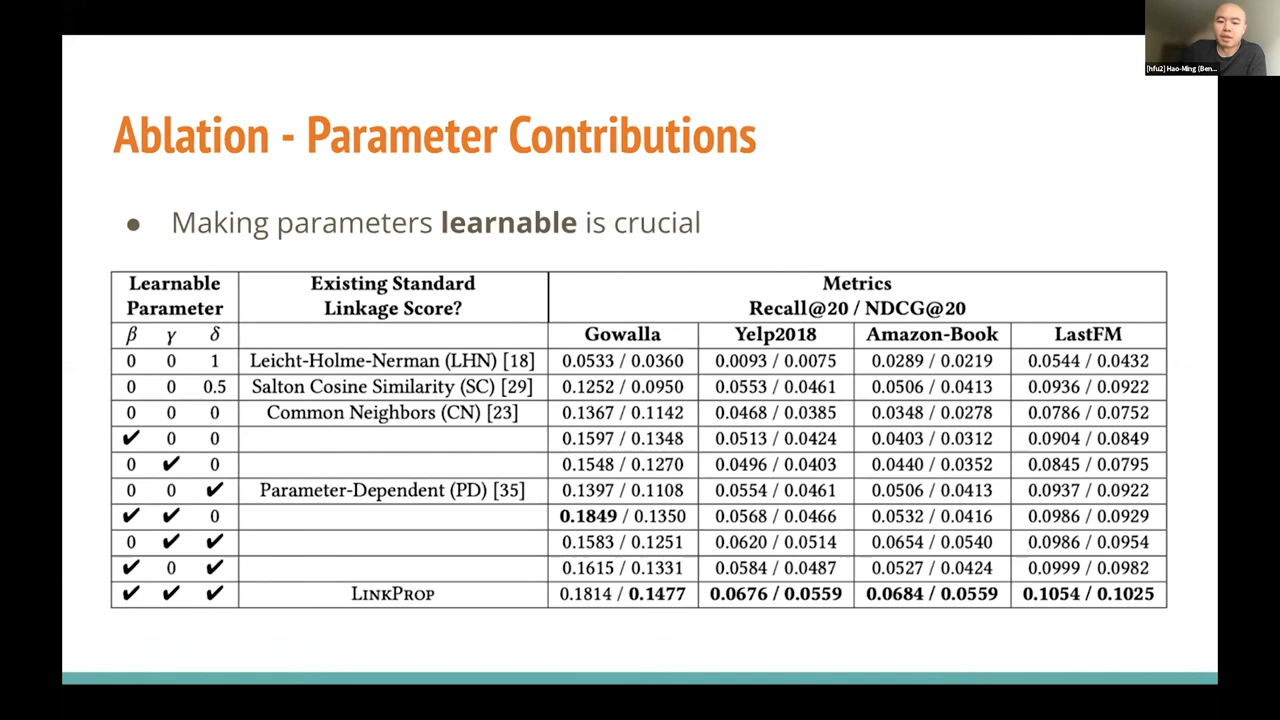 [hfu2] Hao-Ming (Ben...
Ablation - Parameter Contributions
● Making parameters learnable is crucial
Learnable Parameter Existing Standard Linkage Score? Metrics Recall@20 / NDCG@20
β γ δ Gowalla Yelp2018 Amazon-Book LastFM
0 0 1 Leicht-Holme-Nerman (LHN) [18] 0.0533 / 0.0360 0.0093 / 0.0075 0.0289 / 0.0219 0.0544 / 0.0432
0 0 0.5 Salton Cosine Similarity (SC) [29] 0.1252 / 0.0950 0.0553 / 0.0461 0.0506 / 0.0413 0.0936 / 0.0922
0 0 0 Common Neighbors (CN) [23] 0.1367 / 0.1142 0.0468 / 0.0385 0.0348 / 0.0278 0.0786 / 0.0752
✔ 0 0 0.1597 / 0.1348 0.0513 / 0.0424 0.0403 / 0.0312 0.0904 / 0.0849
0 ✔ 0 0.1548 / 0.1270 0.0496 / 0.0403 0.0440 / 0.0352 0.0845 / 0.0795
0 0 ✔ Parameter-Dependent (PD) [35] 0.1397 / 0.1108 0.0554 / 0.0461 0.0506 / 0.0413 0.0937 / 0.0922
✔ ✔ 0 0.1849 / 0.1350 0.0568 / 0.0466 0.0532 / 0.0416 0.0986 / 0.0929
0 ✔ ✔ 0.1583 / 0.1251 0.0620 / 0.0514 0.0654 / 0.0540 0.0986 / 0.0954
✔ 0 ✔ 0.1615 / 0.1331 0.0584 / 0.0487 0.0527 / 0.0424 0.0999 / 0.0982
✔ ✔ ✔ LINKPROP 0.1814 / 0.1477 0.0676 / 0.0559 0.0684 / 0.0559 0.1054 / 0.1025